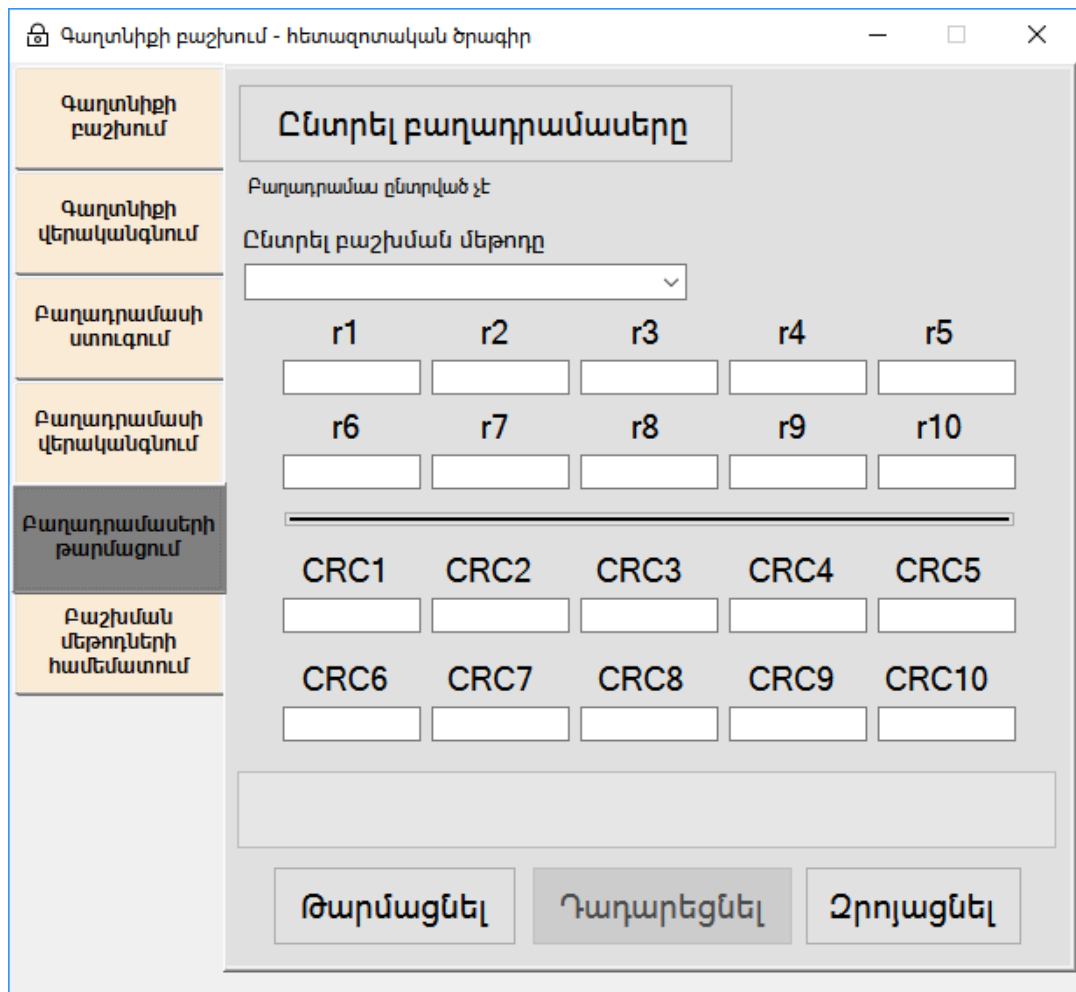 Գաղտնիքի բաշխում - հետազոտական ծրագիր
Գաղտնիքի
բաշխում
Գաղտնիքի
վերականգնում
Բաղադրամասի
ստուգում
Բաղադրամասի
վերականգնում
Բաղադրամասերի
թարմացում
Բաշխման
մեթոդների
համեմատում
Ընտրել բաղադրամասերը
Բաղադրամաս ընտրված չէ
Ընտրել բաշխման մեթոդը
r1 r2 r3 r4 r5
r6 r7 r8 r9 r10
CRC1 CRC2 CRC3 CRC4 CRC5
CRC6 CRC7 CRC8 CRC9 CRC10
Թարմացնել Դադարեցնել Զրոյացնել